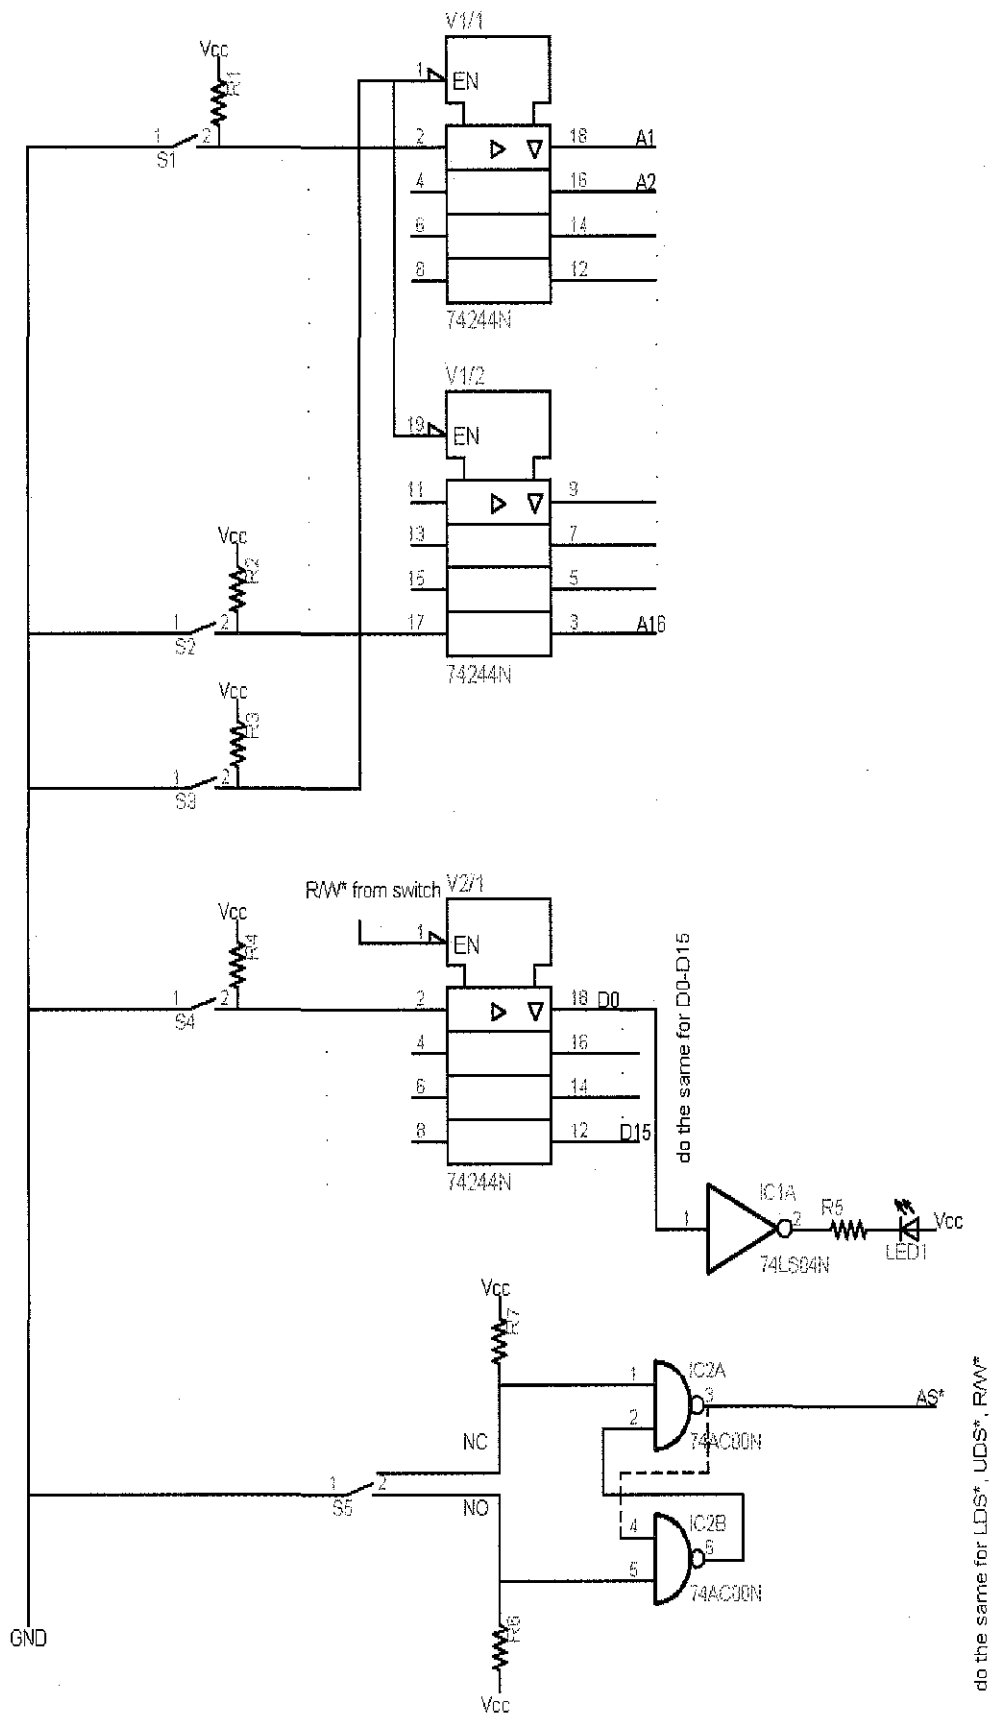 V1/1
Vcc
R1
1
EN
1
2
S1
2
18
A1
4
16
A2
6
14
8
12
74244N
V1/2
19
EN
11
9
13
7
Vcc
R2
15
5
1
2
S2
17
3
A16
74244N
Vcc
R3
1
2
S3
R/W* from switch
V2/1
Vcc
R4
1
EN
do the same for D0-D15
1
2
S4
2
18
D0
4
16
6
14
8
12
D15
74244N
IC1A
1
2
R5
LED1
Vcc
74LS04N
Vcc
R7
IC2A
1
3
AS*
2
74AC00N
NC
1
2
S5
NO
4
IC2B
6
5
74AC00N
R6
GND
Vcc
do the same for LDS*, UDS*, R/W*